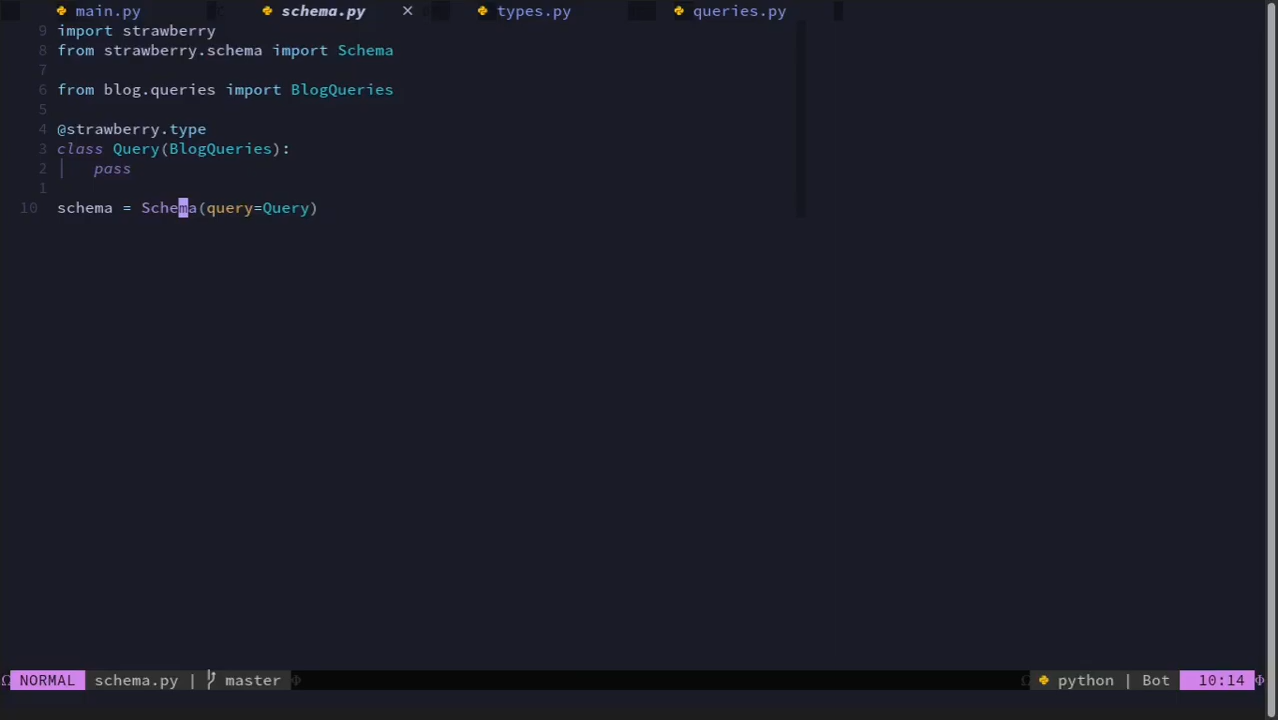 main.py schema.py × types.py queries.py
9 import strawberry
8 from strawberry.schema import Schema
7
6 from blog.queries import BlogQueries
5
4 @strawberry.type
3 class Query(BlogQueries):
2 pass
1
10 schema = Schema(query=Query)
NORMAL schema.py | master python | Bot 10:14